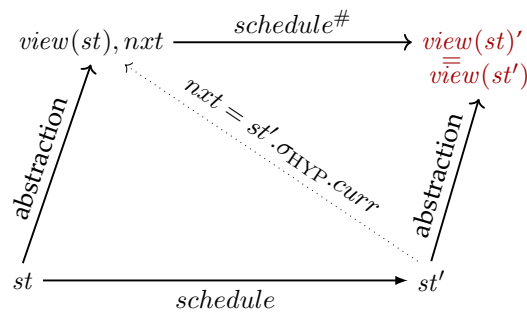 schedule#
view(st), nxt
view(st)′
=
view(st′)
nxt = st′.σHYP.curr
abstraction
abstraction
st
st′
schedule